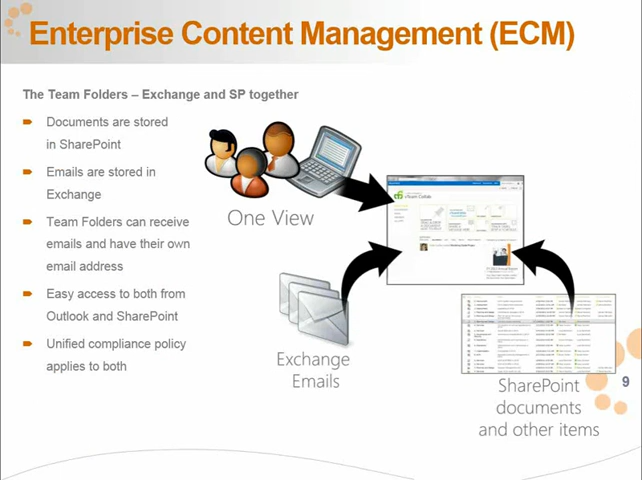 Enterprise Content Management (ECM)
The Team Folders – Exchange and SP together
Documents are stored
in SharePoint
Emails are stored in
Exchange
Team Folders can receive
emails and have their own
email address
Easy access to both from
Outlook and SharePoint
Unified compliance policy
applies to both
One View
Exchange
Emails
SharePoint
documents
and other items
9